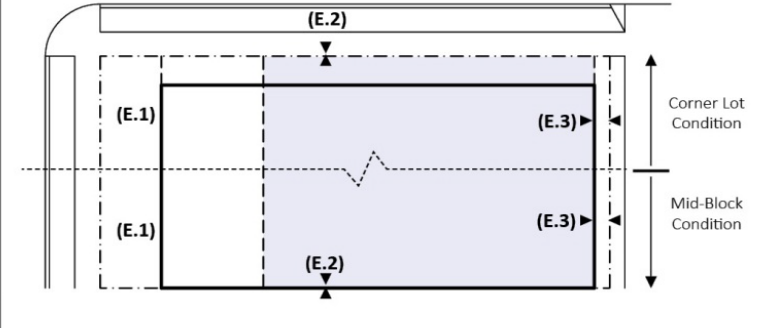 (E.2)
(E.1)
(E.3)
Corner Lot
Condition
(E.1)
(E.3)
Mid-Block
Condition
(E.2)